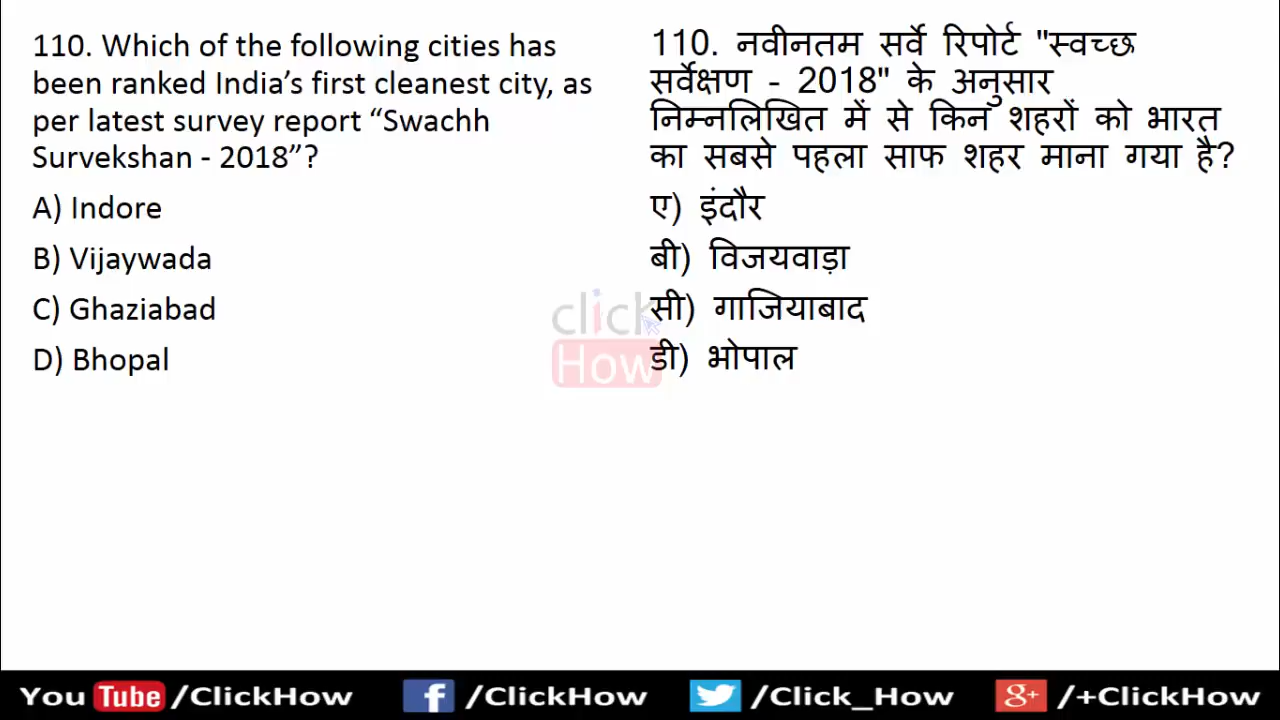 110. Which of the following cities has
been ranked India’s first cleanest city, as
per latest survey report “Swachh
Survekshan - 2018”?
A) Indore
B) Vijaywada
C) Ghaziabad
D) Bhopal
110. नवीनतम सर्वे रिपोर्ट "स्वच्छ
सर्वेक्षण - 2018" के अनुसार
निम्नलिखित में से किन शहरों को भारत
का सबसे पहला साफ शहर माना गया है?
ए) इंदौर
बी) विजयवाड़ा
सी) गाजियाबाद
डी) भोपाल
click
How
You Tube /ClickHow f /ClickHow /Click_How g+ /+ClickHow